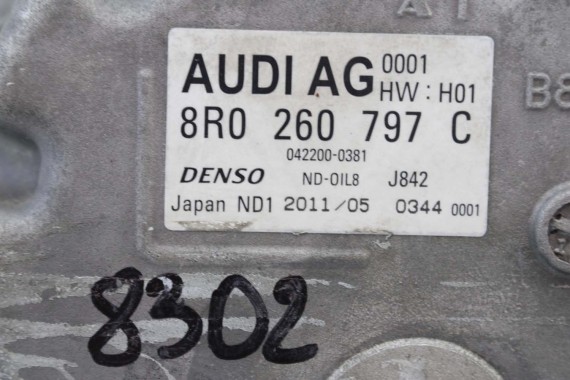 A1
AUDI AG 0001
HW : H01
8R0 260 797 C
042200-0381
DENSO ND-OIL8 J842
Japan ND1 2011/05 0344 0001
8302